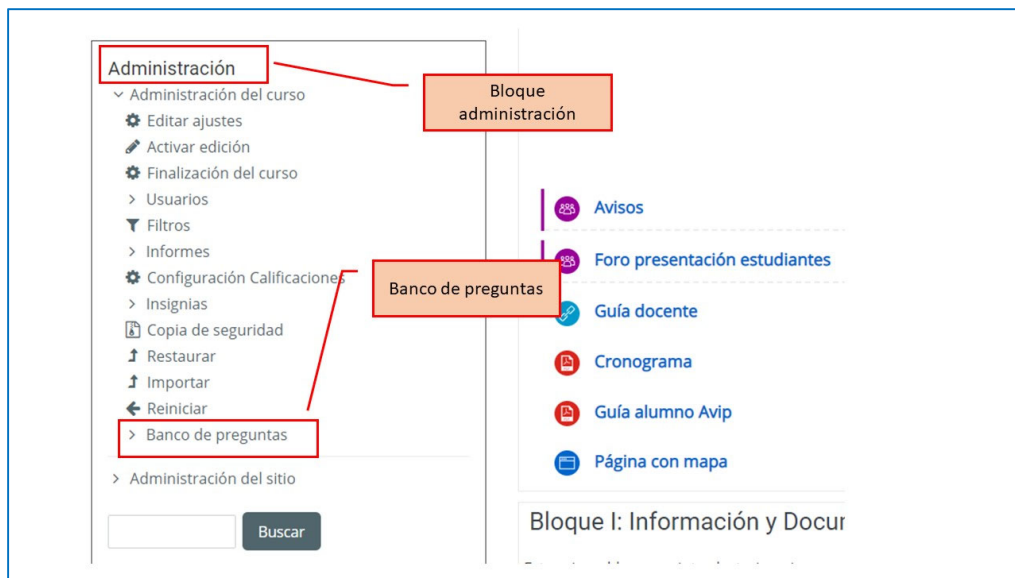 Administración
Administración del curso
Editar ajustes
Activar edición
Finalización del curso
Usuarios
Filtros
Informes
Configuración Calificaciones
Insignias
Copia de seguridad
Restaurar
Importar
Reiniciar
Banco de preguntas
Administración del sitio
Buscar
Bloque
administración
Banco de preguntas
Avisos
Foro presentación estudiantes
Guía docente
Cronograma
Guía alumno Avip
Página con mapa
Bloque I: Información y Docur